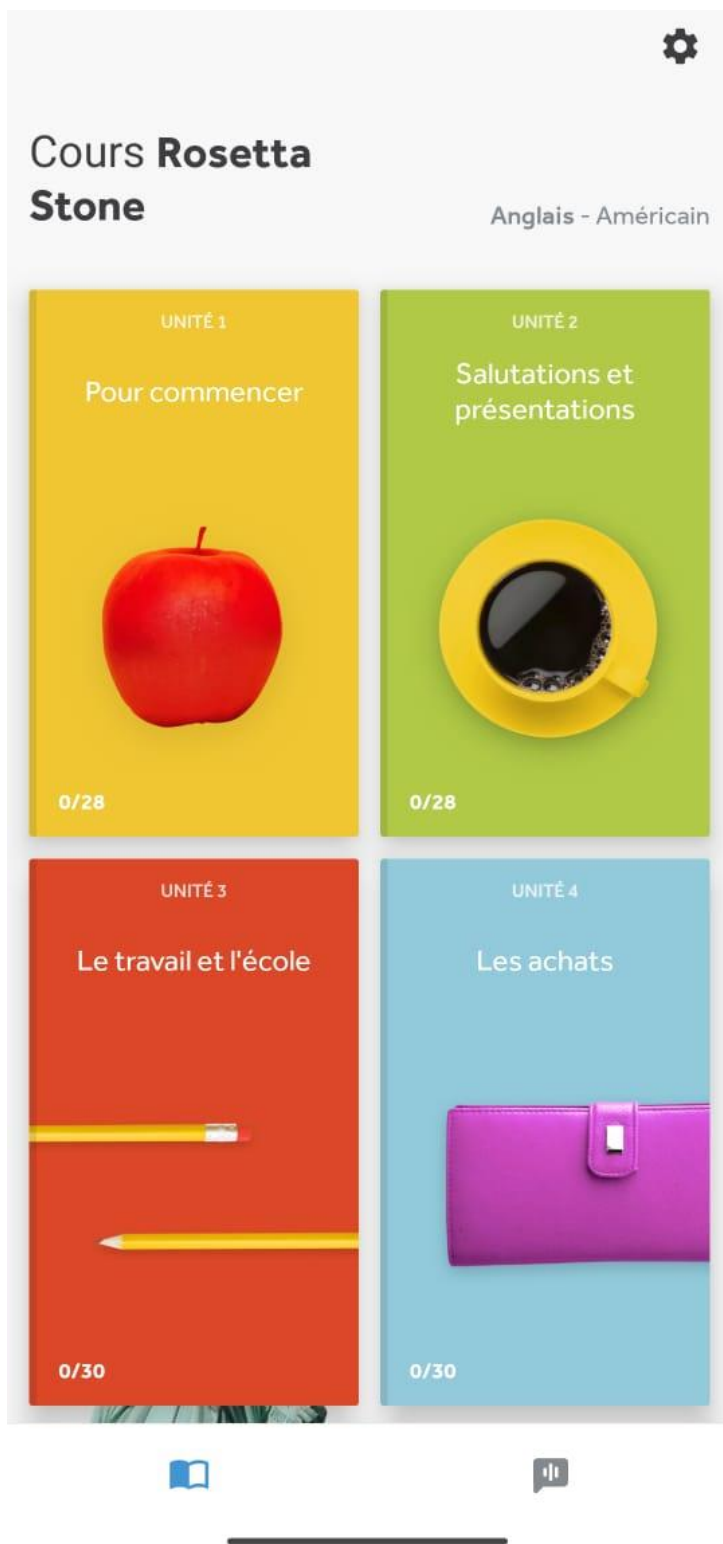 Cours Rosetta
Stone
Anglais - Américain
UNITÉ 1
Pour commencer
0/28
UNITÉ 2
Salutations et
présentations
0/28
UNITÉ 3
Le travail et l'école
0/30
UNITÉ 4
Les achats
0/30